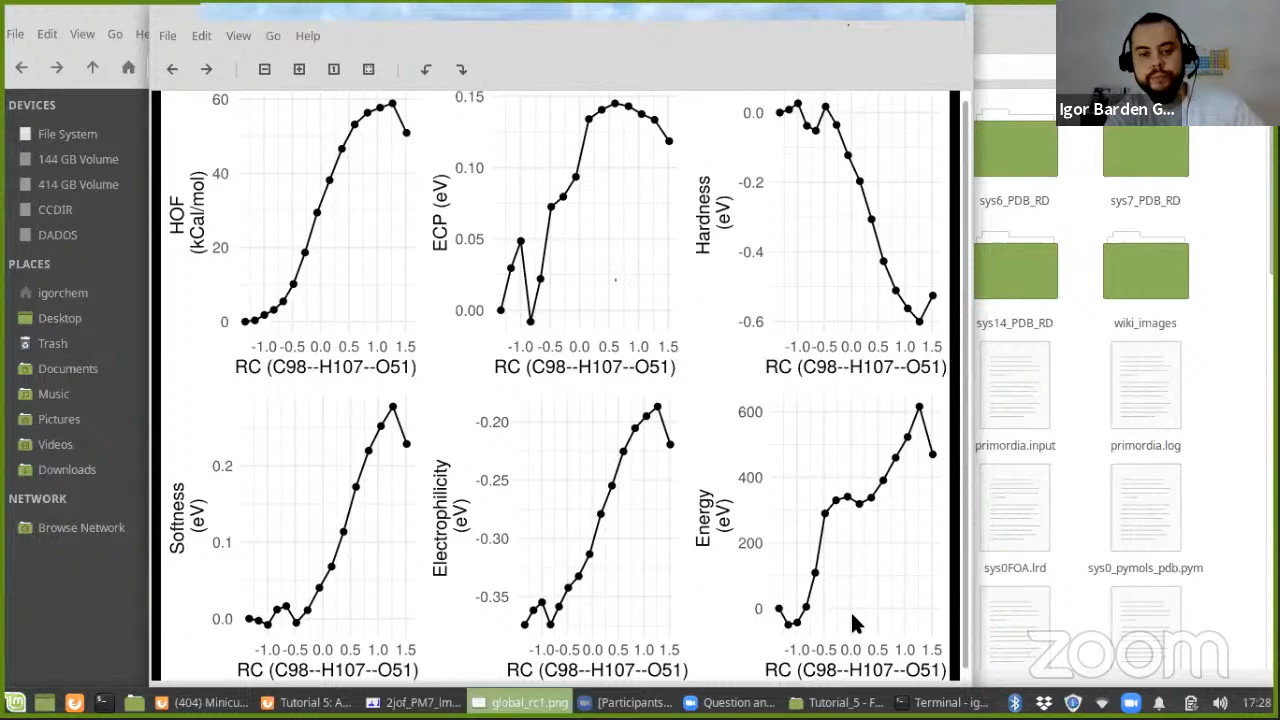 File Edit View Go He
File Edit View Go Help
Igor Barden G...
DEVICES
File System
144 GB Volume
414 GB Volume
CCDIR
DADOS
PLACES
igorchem
Desktop
Trash
Documents
Music
Pictures
Videos
Downloads
NETWORK
Browse Network
HOF
(kCal/mol)
60
40
20
0
-1.0 -0.5 0.0 0.5 1.0 1.5
RC (C98--H107--O51)
ECP (eV)
0.15
0.10
0.05
0.00
-1.0 -0.5 0.0 0.5 1.0 1.5
RC (C98--H107--O51)
Hardness
(eV)
0.0
-0.2
-0.4
-0.6
-1.0 -0.5 0.0 0.5 1.0 1.5
RC (C98--H107--O51)
Softness
(eV)
0.2
0.1
0.0
-1.0 -0.5 0.0 0.5 1.0 1.5
RC (C98--H107--O51)
Electrophilicity
(eV)
-0.20
-0.25
-0.30
-0.35
-1.0 -0.5 0.0 0.5 1.0 1.5
RC (C98--H107--O51)
Energy
(eV)
600
400
200
0
-1.0 -0.5 0.0 0.5 1.0 1.5
RC (C98--H107--O51)
sys6_PDB_RD
sys7_PDB_RD
sys14_PDB_RD
wiki_images
primordia.input
primordia.log
sys0FOA.lrd
sys0_pymols_pdb.pym
zoom
(404) Minicu...
Tutorial 5: A...
2jof_PM7_lm...
global_rc1.png
[Participants...
Question an...
Tutorial_5 - F...
Terminal - ig...
17:28